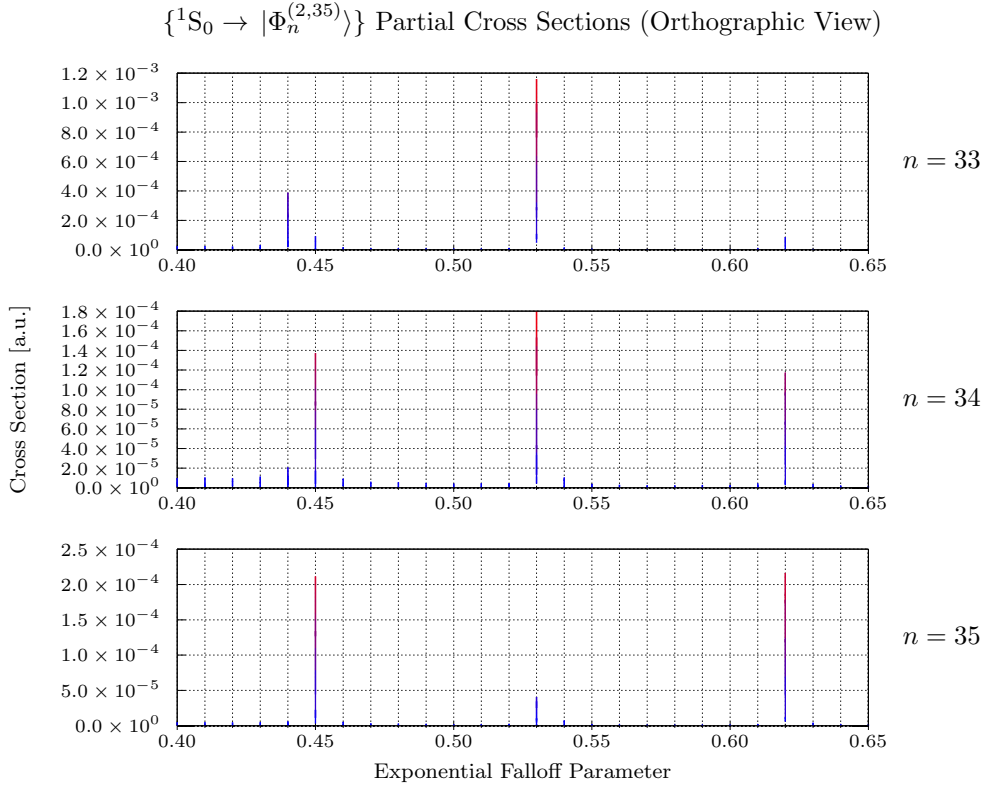 {¹S₀ → |Φₙ^(2,35)⟩} Partial Cross Sections (Orthographic View)
1.2 × 10⁻³
1.0 × 10⁻³
8.0 × 10⁻⁴
6.0 × 10⁻⁴
4.0 × 10⁻⁴
2.0 × 10⁻⁴
0.0 × 10⁰
0.40 0.45 0.50 0.55 0.60 0.65
n = 33
1.8 × 10⁻⁴
1.6 × 10⁻⁴
1.4 × 10⁻⁴
1.2 × 10⁻⁴
1.0 × 10⁻⁴
8.0 × 10⁻⁵
6.0 × 10⁻⁵
4.0 × 10⁻⁵
2.0 × 10⁻⁵
0.0 × 10⁰
0.40 0.45 0.50 0.55 0.60 0.65
n = 34
Cross Section [a.u.]
2.5 × 10⁻⁴
2.0 × 10⁻⁴
1.5 × 10⁻⁴
1.0 × 10⁻⁴
5.0 × 10⁻⁵
0.0 × 10⁰
0.40 0.45 0.50 0.55 0.60 0.65
n = 35
Exponential Falloff Parameter